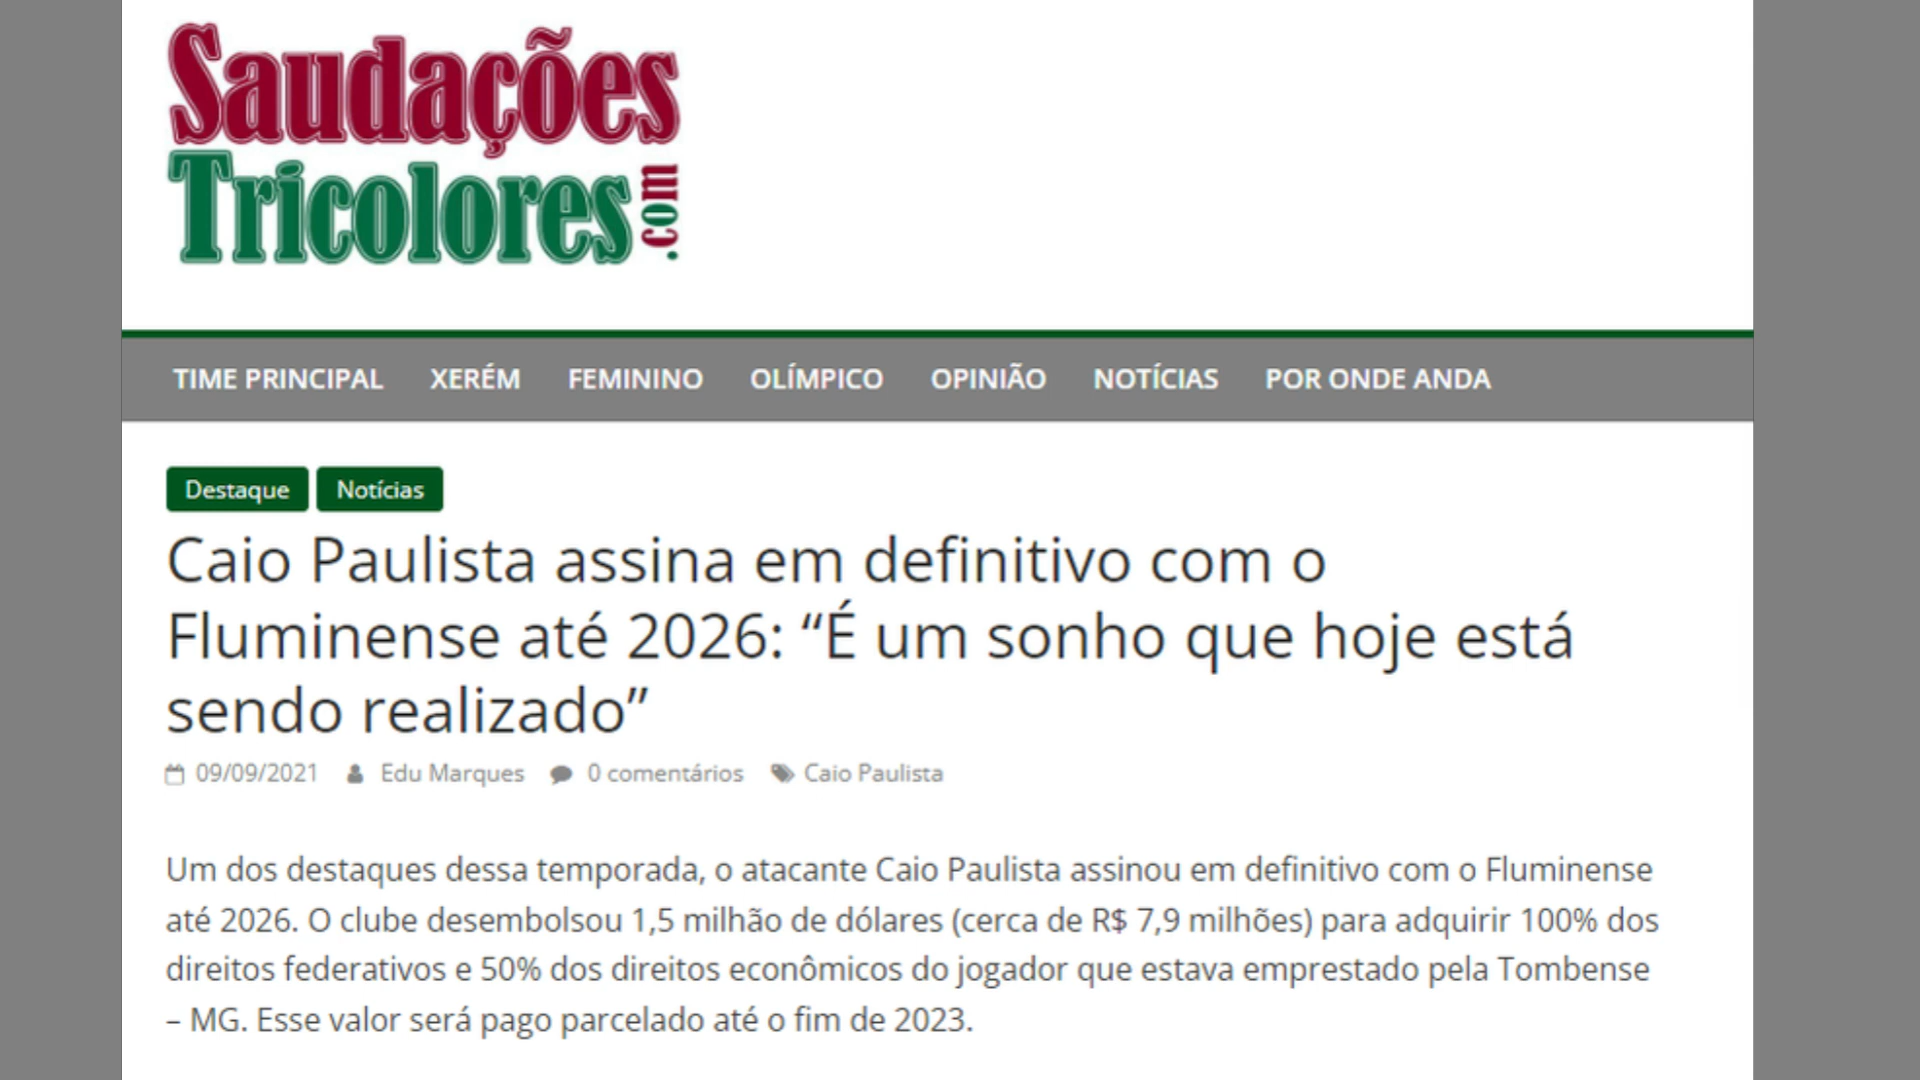 Saudações
Tricolores.com
TIME PRINCIPAL XERÉM FEMININO OLÍMPICO OPINIÃO NOTÍCIAS POR ONDE ANDA
Destaque Notícias
Caio Paulista assina em definitivo com o
Fluminense até 2026: “É um sonho que hoje está
sendo realizado”
09/09/2021 Edu Marques 0 comentários Caio Paulista
Um dos destaques dessa temporada, o atacante Caio Paulista assinou em definitivo com o Fluminense
até 2026. O clube desembolsou 1,5 milhão de dólares (cerca de R$ 7,9 milhões) para adquirir 100% dos
direitos federativos e 50% dos direitos econômicos do jogador que estava emprestado pela Tombense
– MG. Esse valor será pago parcelado até o fim de 2023.